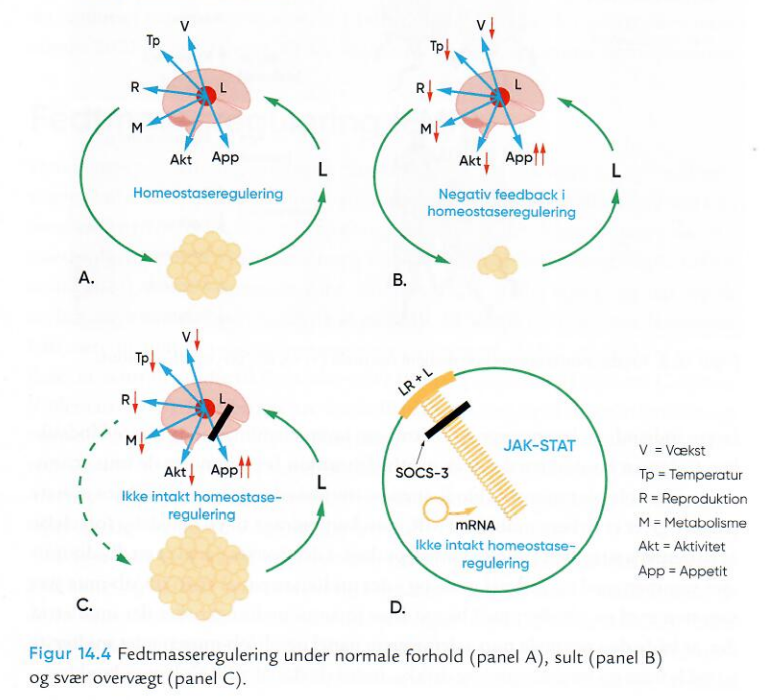 V
Tp
R
L
M
Akt
App
L
Homeostaseregulering
A.
V
Tp
R
L
M
Akt
App
L
Negativ feedback i
homeostaseregulering
B.
V
Tp
R
L
M
Akt
App
L
Ikke intakt homeostase-
regulering
C.
LR + L
JAK-STAT
SOCS-3
mRNA
Ikke intakt homeostase-
regulering
D.
V = Vækst
Tp = Temperatur
R = Reproduktion
M = Metabolisme
Akt = Aktivitet
App = Appetit
Figur 14.4 Fedtmasseregulering under normale forhold (panel A), sult (panel B)
og svær overvægt (panel C).